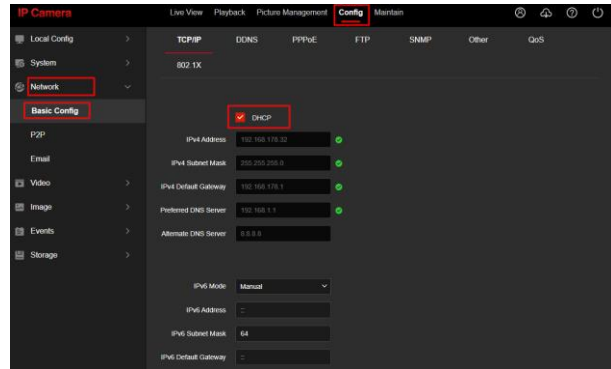 IP Camera
Live View Playback Picture Management Config Maintain
Local Config
System
Network
Basic Config
P2P
Email
Video
Image
Events
Storage
TCP/IP DDNS PPPoE FTP SNMP Other QoS
802.1X
DHCP
IPv4 Address 192.168.178.32
IPv4 Subnet Mask 255.255.255.0
IPv4 Default Gateway 192.168.178.1
Preferred DNS Server 192.168.1.1
Alternate DNS Server 8.8.8.8
IPv6 Mode Manual
IPv6 Address ::
IPv6 Subnet Mask 64
IPv6 Default Gateway ::